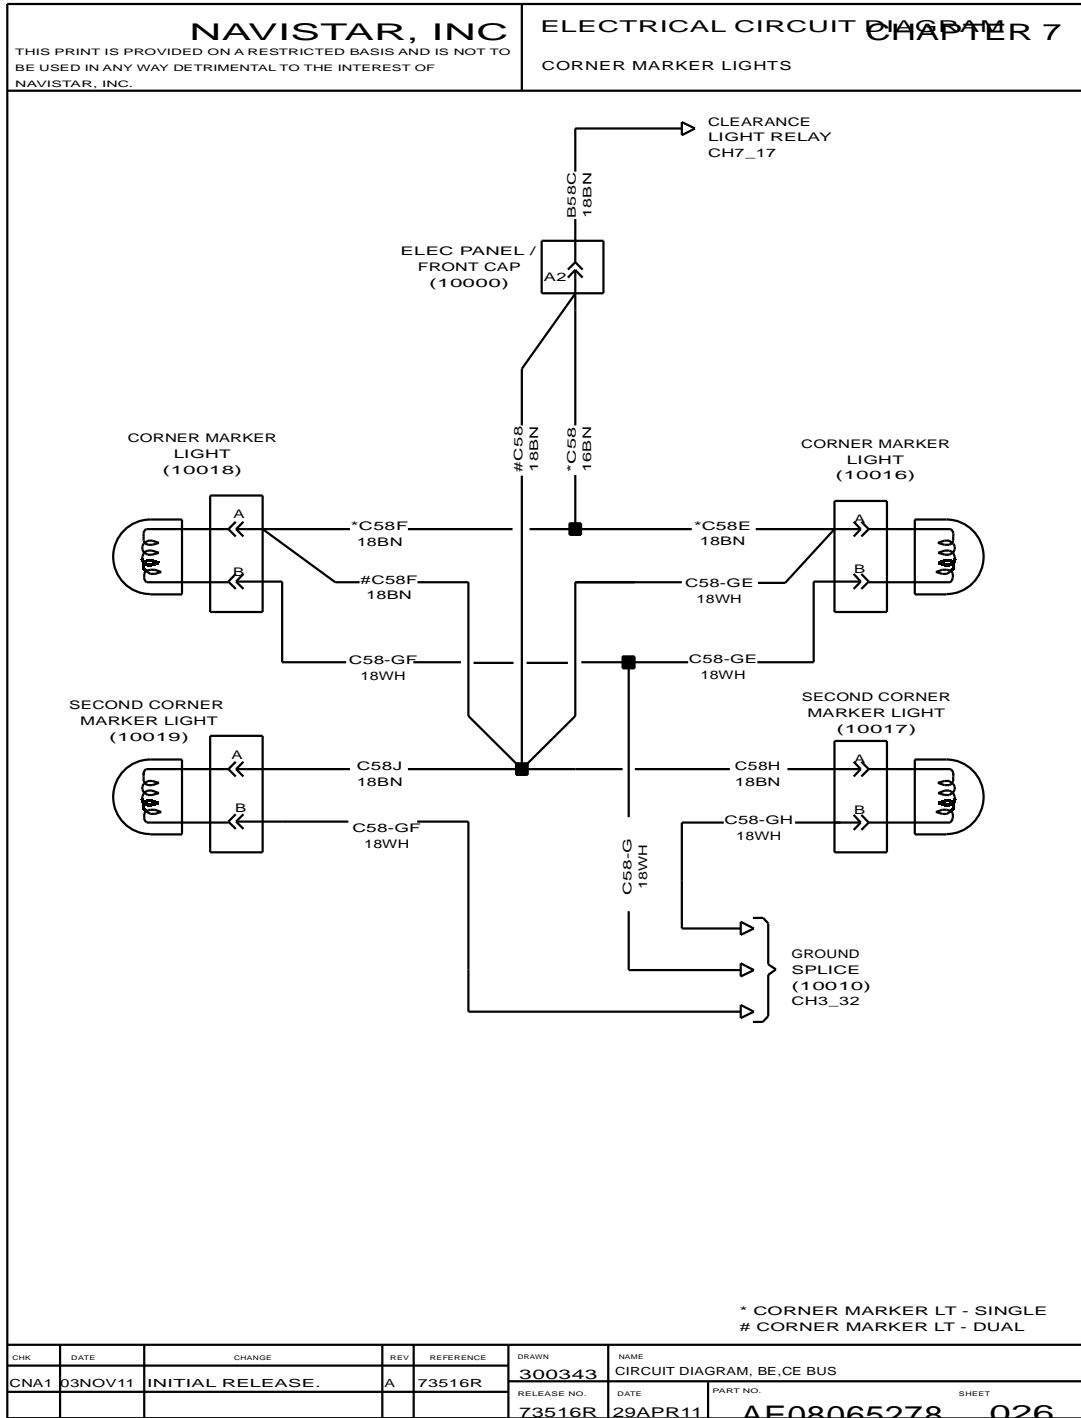 NAVISTAR, INC
THIS PRINT IS PROVIDED ON A RESTRICTED BASIS AND IS NOT TO
BE USED IN ANY WAY DETRIMENTAL TO THE INTEREST OF
NAVISTAR, INC.
ELECTRICAL CIRCUIT DIAGRAM
CHAPTER 7
CORNER MARKER LIGHTS
CLEARANCE
LIGHT RELAY
CH7_17
B58C
18BN
ELEC PANEL /
FRONT CAP
(10000)
A2
#C58
18BN
*C58
16BN
CORNER MARKER
LIGHT
(10018)
CORNER MARKER
LIGHT
(10016)
A
*C58F
18BN
*C58E
18BN
A
B
#C58F
18BN
C58-GE
18WH
B
C58-GF
18WH
C58-GE
18WH
SECOND CORNER
MARKER LIGHT
(10019)
SECOND CORNER
MARKER LIGHT
(10017)
A
C58J
18BN
C58H
18BN
A
B
C58-GF
18WH
C58-GH
18WH
B
C58-G
18WH
GROUND
SPLICE
(10010)
CH3_32
* CORNER MARKER LT - SINGLE
# CORNER MARKER LT - DUAL
CHK DATE CHANGE REV REFERENCE
CNA1 03NOV11 INITIAL RELEASE. A 73516R
DRAWN
300343
NAME
CIRCUIT DIAGRAM, BE,CE BUS
RELEASE NO.
73516R
DATE
29APR11
PART NO.
AE08065278
SHEET
026